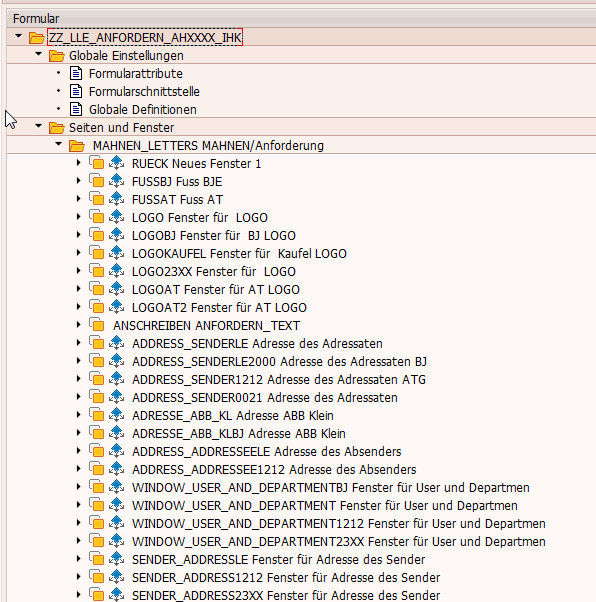 Formular
ZZ_LLE_ANFORDERN_AHXXXX_IHK
Globale Einstellungen
Formularattribute
Formularschnittstelle
Globale Definitionen
Seiten und Fenster
MAHNEN_LETTERS MAHNEN/Anforderung
RUECK Neues Fenster 1
FUSSBJ Fuss BJE
FUSSAT Fuss AT
LOGO Fenster für  LOGO
LOGOBJ Fenster für  BJ LOGO
LOGOKAUFEL Fenster für  Kaufel LOGO
LOGO23XX Fenster für  LOGO
LOGOAT Fenster für AT LOGO
LOGOAT2 Fenster für AT LOGO
ANSCHREIBEN ANFORDERN_TEXT
ADDRESS_SENDERLE Adresse des Adressaten
ADDRESS_SENDERLE2000 Adresse des Adressaten BJ
ADDRESS_SENDER1212 Adresse des Adressaten ATG
ADDRESS_SENDER0021 Adresse des Adressaten
ADRESSE_ABB_KL Adresse ABB Klein
ADRESSE_ABB_KLBJ Adresse ABB Klein
ADDRESS_ADDRESSEELE Adresse des Absenders
ADDRESS_ADDRESSEE1212 Adresse des Absenders
WINDOW_USER_AND_DEPARTMENTBJ Fenster für User und Departmen
WINDOW_USER_AND_DEPARTMENT Fenster für User und Departmen
WINDOW_USER_AND_DEPARTMENT1212 Fenster für User und Departmen
WINDOW_USER_AND_DEPARTMENT23XX Fenster für User und Departmen
SENDER_ADDRESSLE Fenster für Adresse des Sender
SENDER_ADDRESS1212 Fenster für Adresse des Sender
SENDER_ADDRESS23XX Fenster für Adresse des Sender